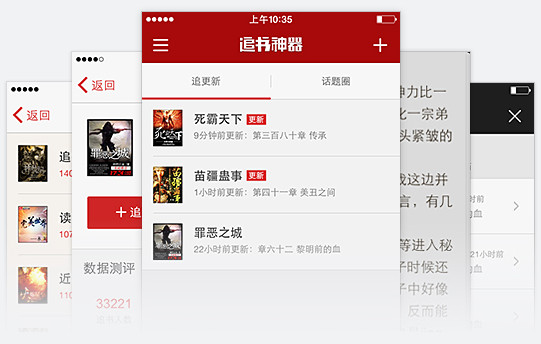 上午10:35
追书神器
追更新
话题圈
死霸天下 更新
9分钟前更新：第三百八十章 传承
苗疆蛊事 更新
1小时前更新：第四十一章 美丑之间
罪恶之城
22小时前更新：章六十二 黎明前的血
返回
追
140
读
107
近
110
返回
罪恶之城
＋追
数据测评
33221
神力比一
化一宗弟
头紧皱的
我这边并
言，有几
等进入秘
子时候还
子中好像
反而能
时前
的血
21小时前
的血